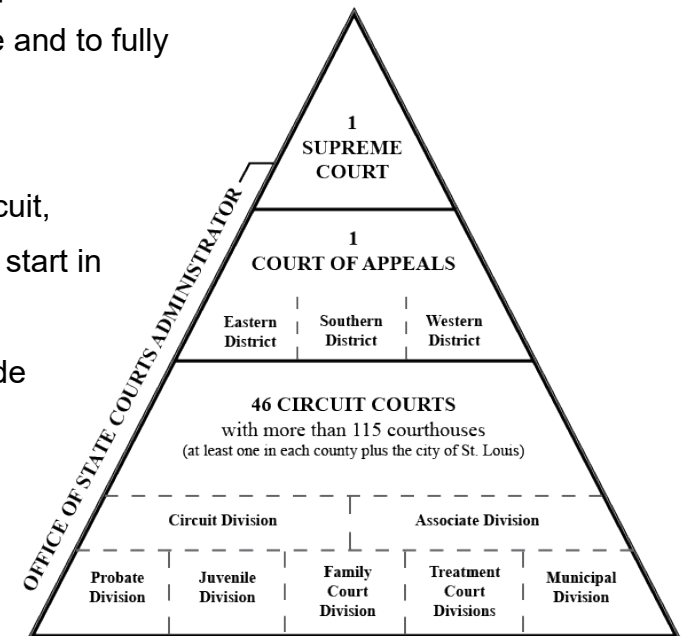 e and to fully
cuit,
start in
de
OFFICE OF STATE COURTS ADMINISTRATOR
1
SUPREME
COURT
1
COURT OF APPEALS
Eastern
District
Southern
District
Western
District
46 CIRCUIT COURTS
with more than 115 courthouses
(at least one in each county plus the city of St. Louis)
Circuit Division
Associate Division
Probate
Division
Juvenile
Division
Family
Court
Division
Treatment
Court
Divisions
Municipal
Division